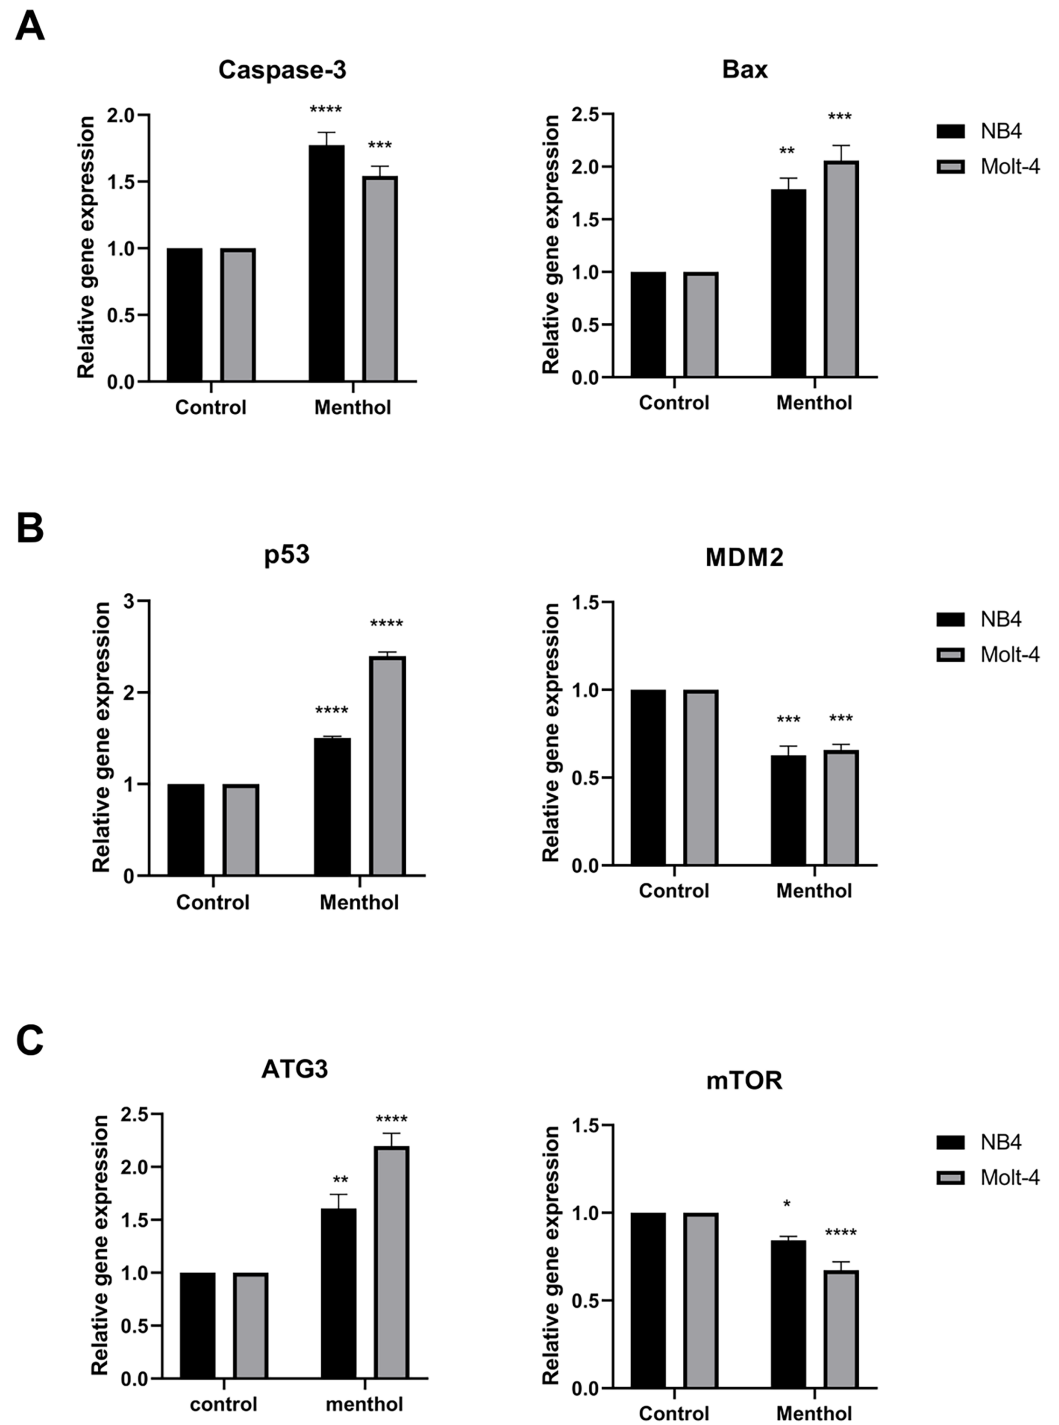 A
Caspase-3
Relative gene expression
2.0
1.5
1.0
0.5
0.0
****
***
Control
Menthol
Bax
Relative gene expression
2.5
2.0
1.5
1.0
0.5
0.0
**
***
Control
Menthol
NB4
Molt-4
B
p53
Relative gene expression
3
2
1
0
****
****
Control
Menthol
MDM2
Relative gene expression
1.5
1.0
0.5
0.0
***
***
Control
Menthol
NB4
Molt-4
C
ATG3
Relative gene expression
2.5
2.0
1.5
1.0
0.5
0.0
**
****
control
menthol
mTOR
Relative gene expression
1.5
1.0
0.5
0.0
*
****
Control
Menthol
NB4
Molt-4